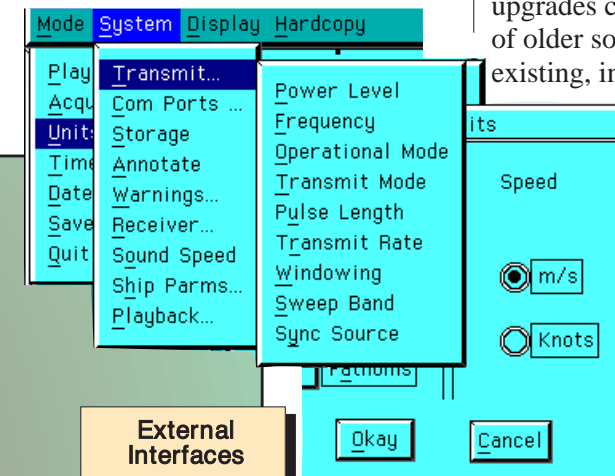 upgrades
of older so
existing, in
Mode System Display Hardcopy
Play
Acqu
Units
Time
Date
Save
Quit
Transmit...
Com Ports ...
Storage
Annotate
Warnings...
Receiver...
Sound Speed
Ship Parms...
Playback...
Power Level
Frequency
Operational Mode
Transmit Mode
Pulse Length
Transmit Rate
Windowing
Sweep Band
Sync Source
its
Speed
m/s
Knots
Fathoms
Okay
Cancel
External
Interfaces